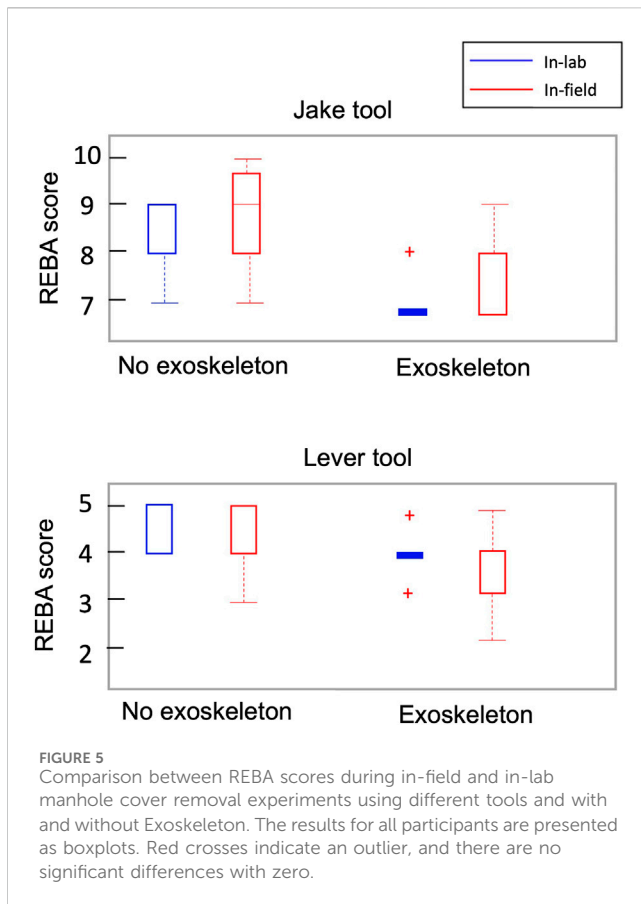 In-lab
In-field
Jake tool
REBA score
10
9
8
7
No exoskeleton
Exoskeleton
Lever tool
REBA score
5
4
3
2
No exoskeleton
Exoskeleton
FIGURE 5
Comparison between REBA scores during in-field and in-lab
manhole cover removal experiments using different tools and with
and without Exoskeleton. The results for all participants are presented
as boxplots. Red crosses indicate an outlier, and there are no
significant differences with zero.